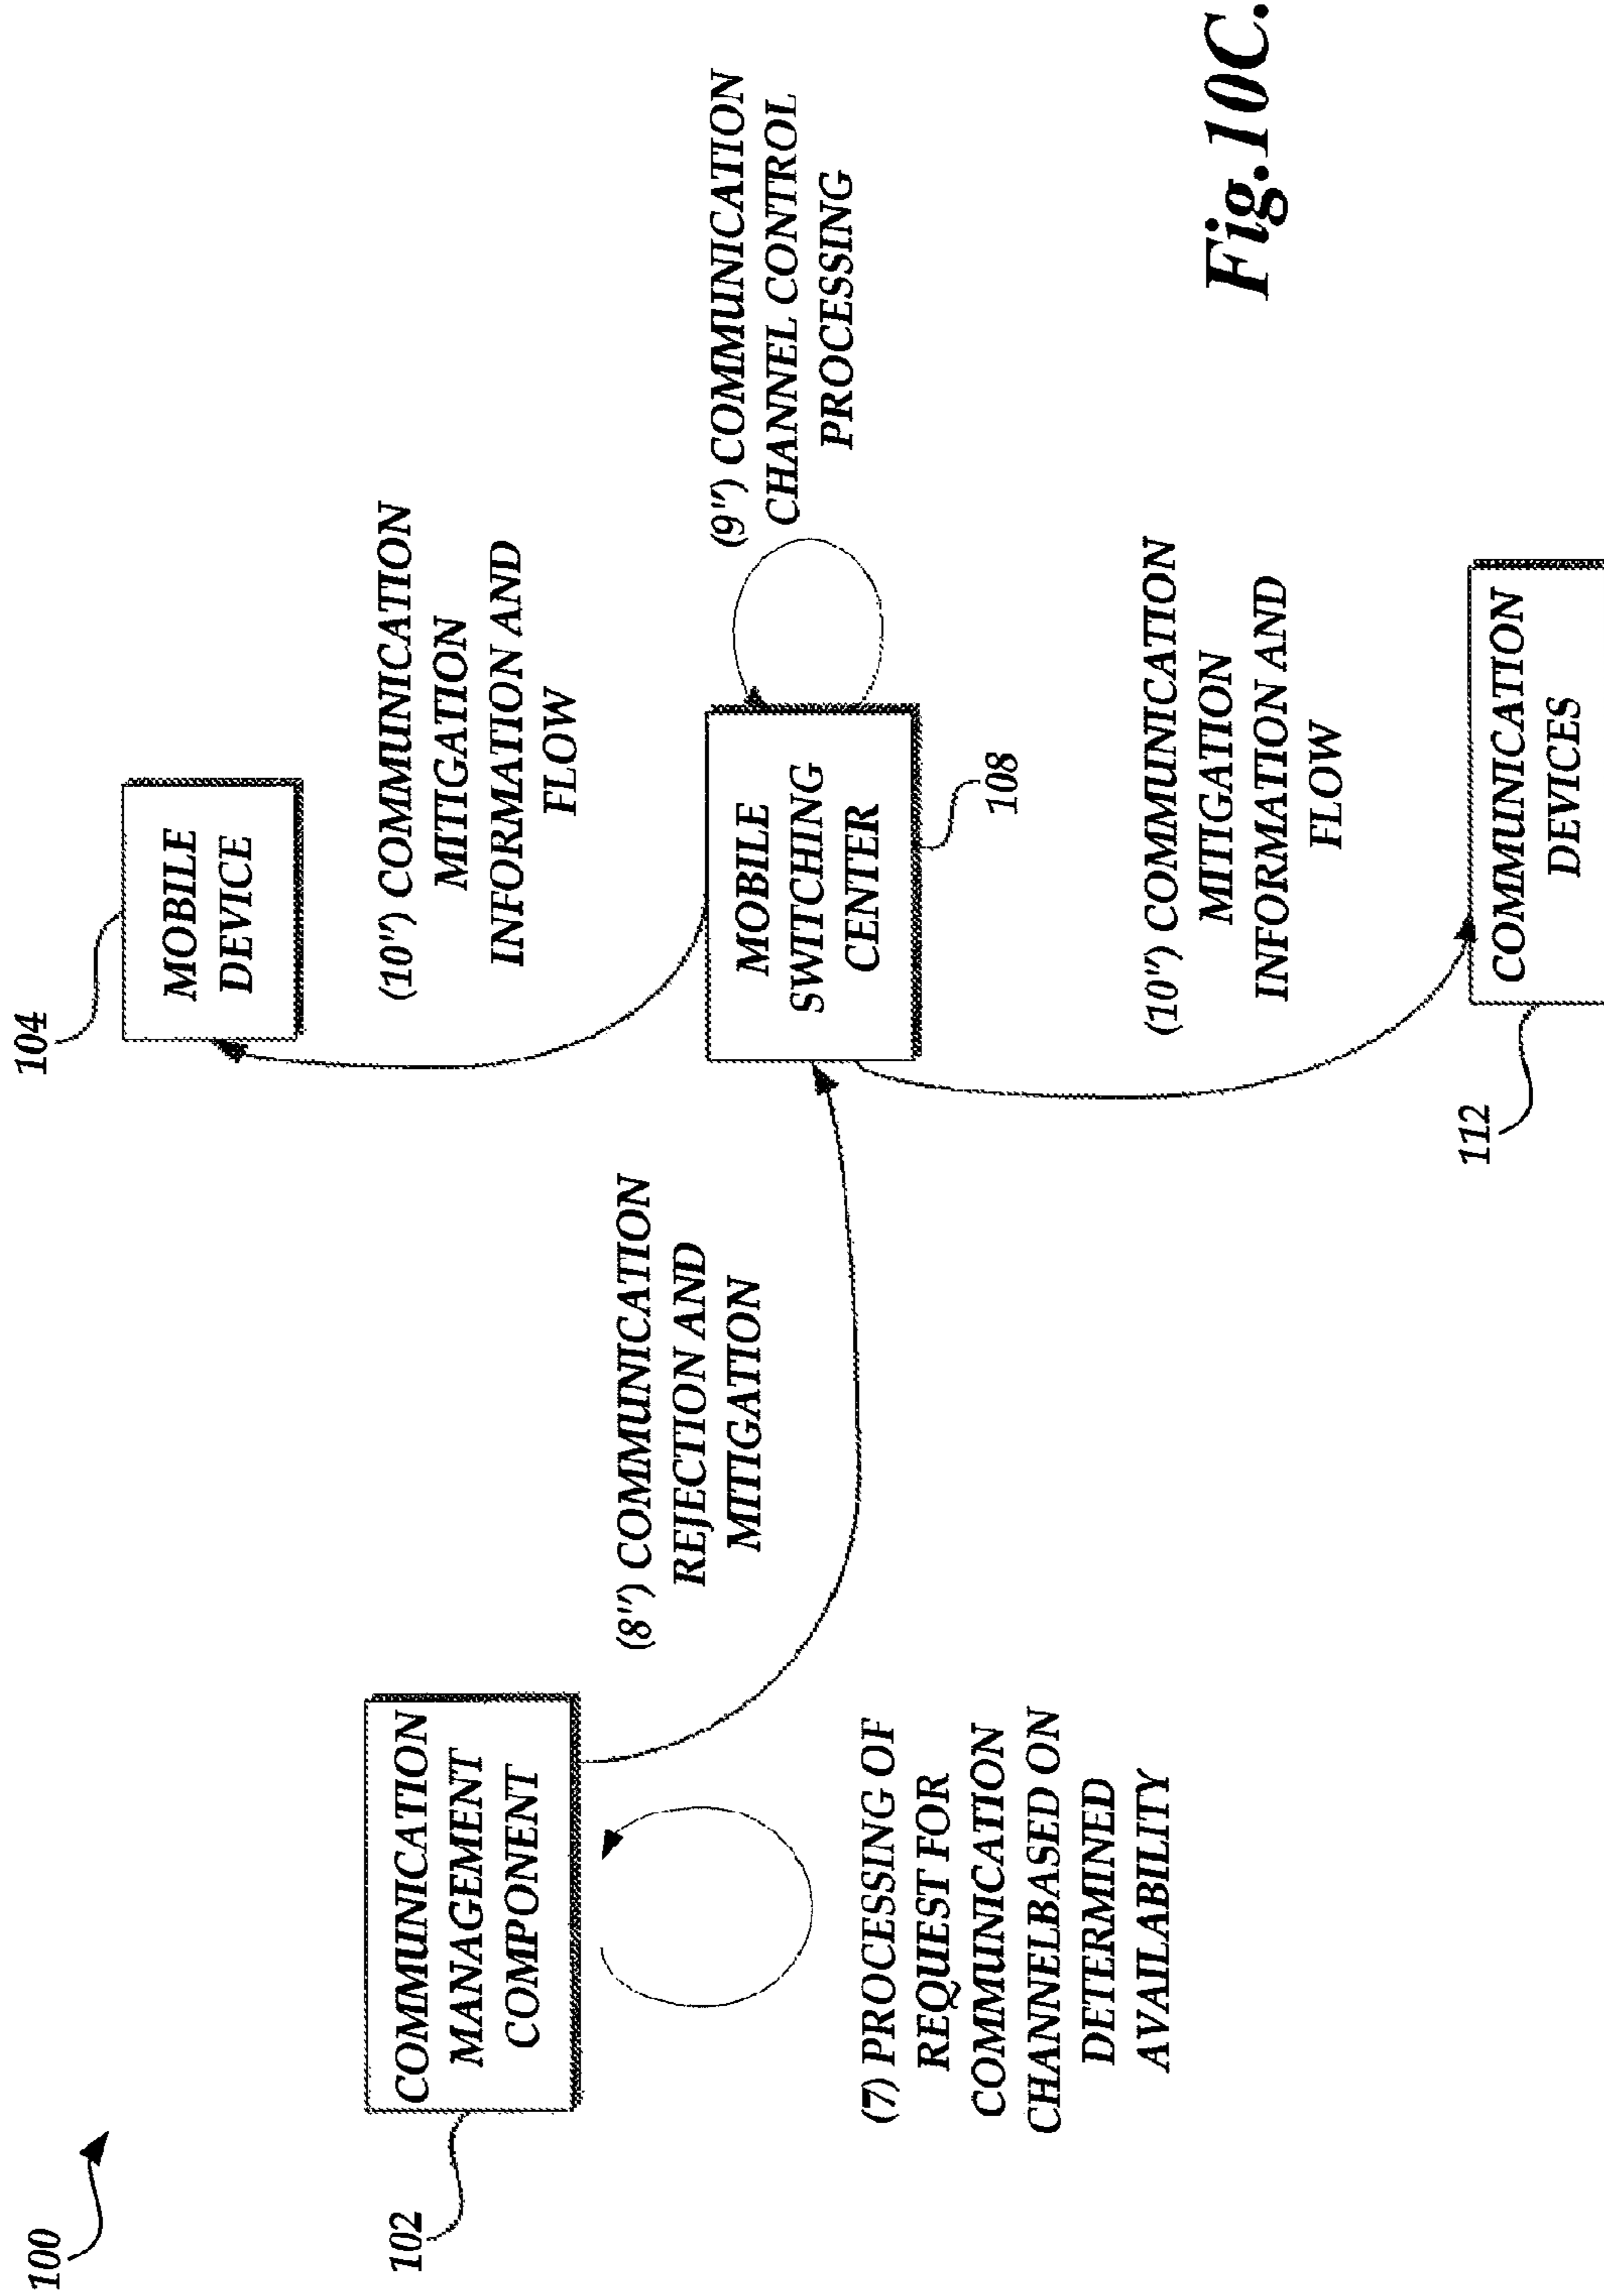 100
104
MOBILE
DEVICE
102
COMMUNICATION
MANAGEMENT
COMPONENT
(10") COMMUNICATION
MITIGATION
INFORMATION AND
FLOW
(8") COMMUNICATION
REJECTION AND
MITIGATION
MOBILE
SWITCHING
CENTER
108
(9") COMMUNICATION
CHANNEL CONTROL
PROCESSING
(7) PROCESSING OF
REQUEST FOR
COMMUNICATION
CHANNELBASED ON
DETERMINED
AVAILABILITY
(10") COMMUNICATION
MITIGATION
INFORMATION AND
FLOW
112
COMMUNICATION
DEVICES
Fig.10C.